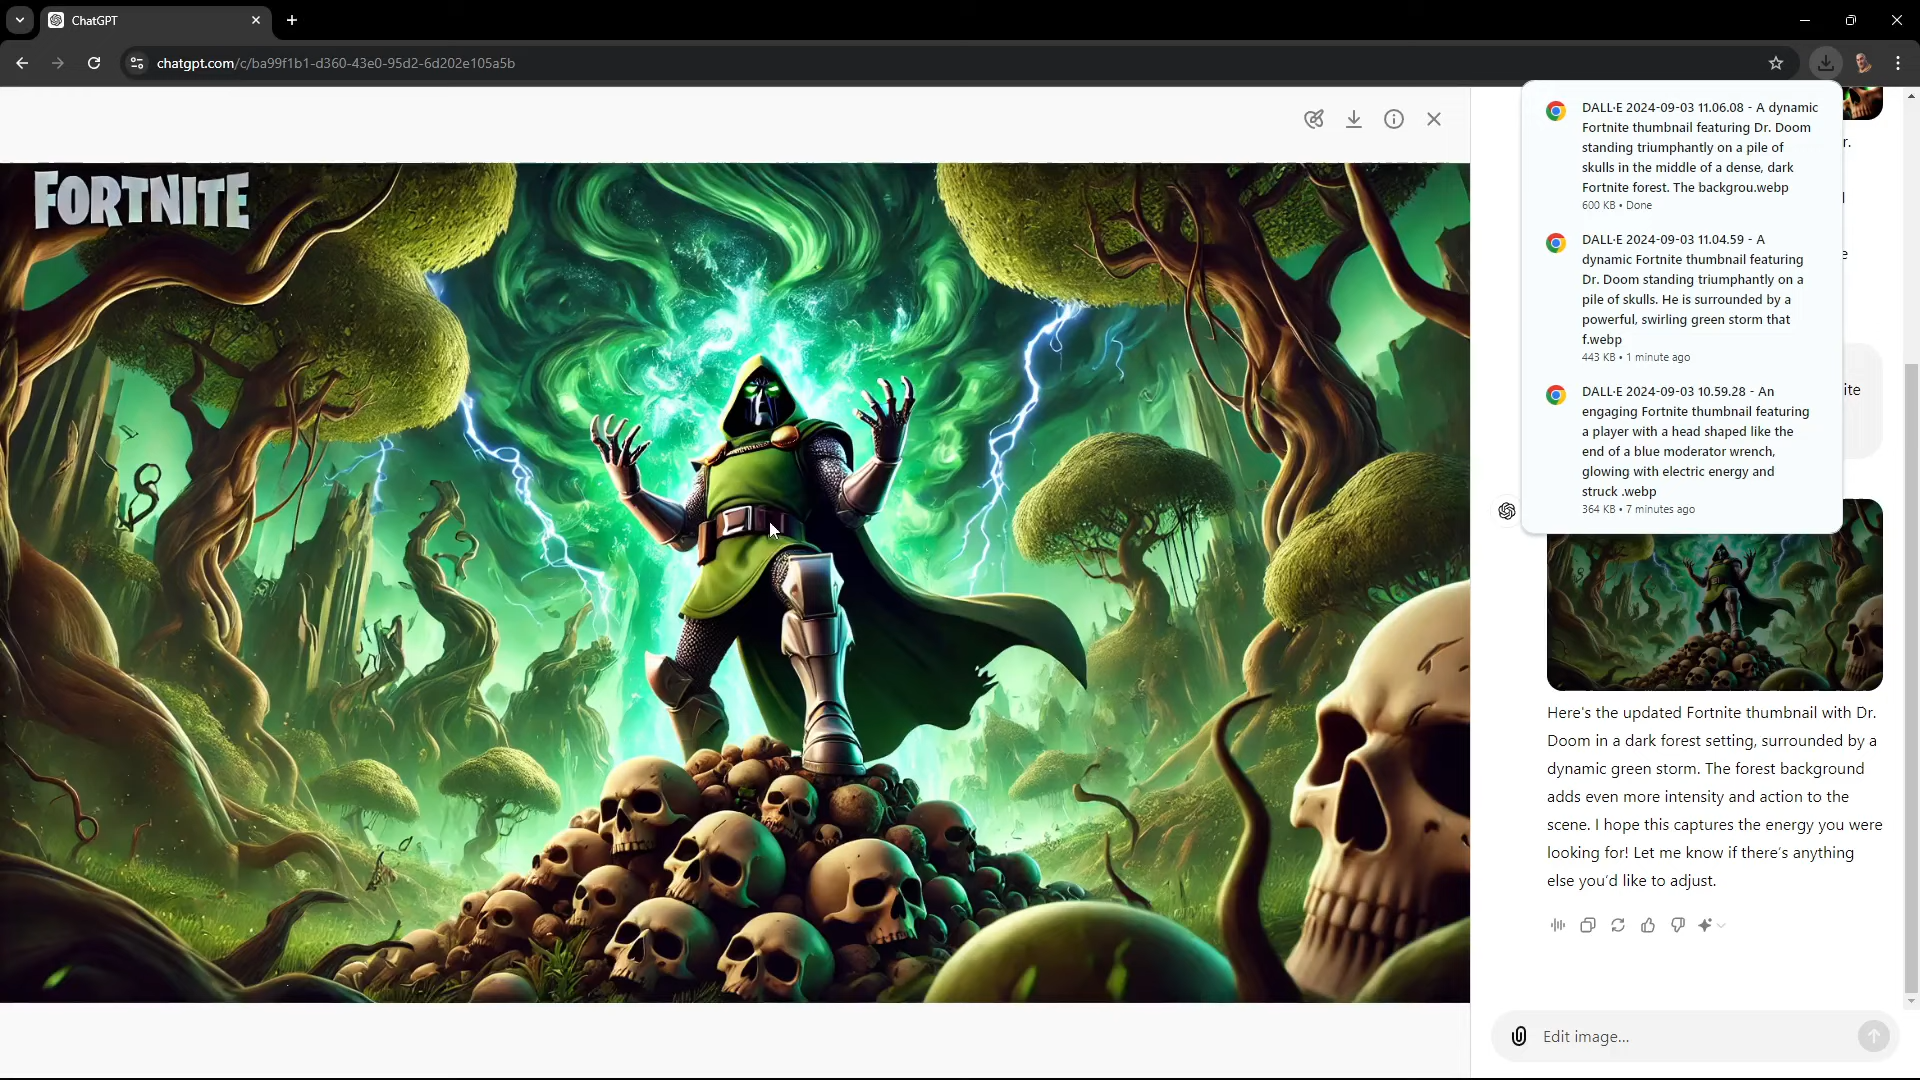 ChatGPT
chatgpt.com/c/ba99f1b1-d360-43e0-95d2-6d202e105a5b
FORTNITE
DALL·E 2024-09-03 11.06.08 - A dynamic
Fortnite thumbnail featuring Dr. Doom
standing triumphantly on a pile of
skulls in the middle of a dense, dark
Fortnite forest. The backgrou.webp
600 KB • Done
DALL·E 2024-09-03 11.04.59 - A
dynamic Fortnite thumbnail featuring
Dr. Doom standing triumphantly on a
pile of skulls. He is surrounded by a
powerful, swirling green storm that
f.webp
443 KB • 1 minute ago
DALL·E 2024-09-03 10.59.28 - An
engaging Fortnite thumbnail featuring
a player with a head shaped like the
end of a blue moderator wrench,
glowing with electric energy and
struck .webp
364 KB • 7 minutes ago
r.
e
ite
Here's the updated Fortnite thumbnail with Dr.
Doom in a dark forest setting, surrounded by a
dynamic green storm. The forest background
adds even more intensity and action to the
scene. I hope this captures the energy you were
looking for! Let me know if there's anything
else you'd like to adjust.
Edit image...